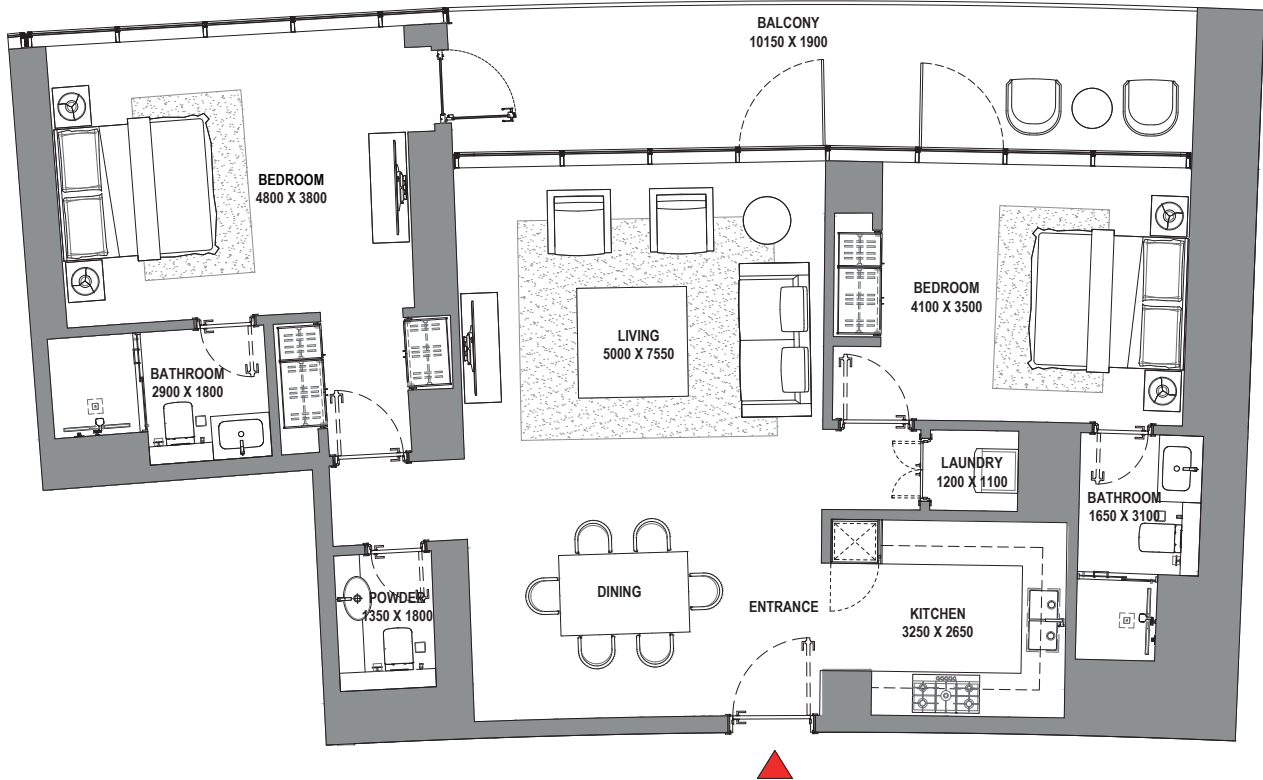 BALCONY
10150 X 1900
BEDROOM
4800 X 3800
BEDROOM
4100 X 3500
LIVING
5000 X 7550
BATHROOM
2900 X 1800
LAUNDRY
1200 X 1100
BATHROOM
1650 X 3100
DINING
POWDER
1350 X 1800
ENTRANCE
KITCHEN
3250 X 2650